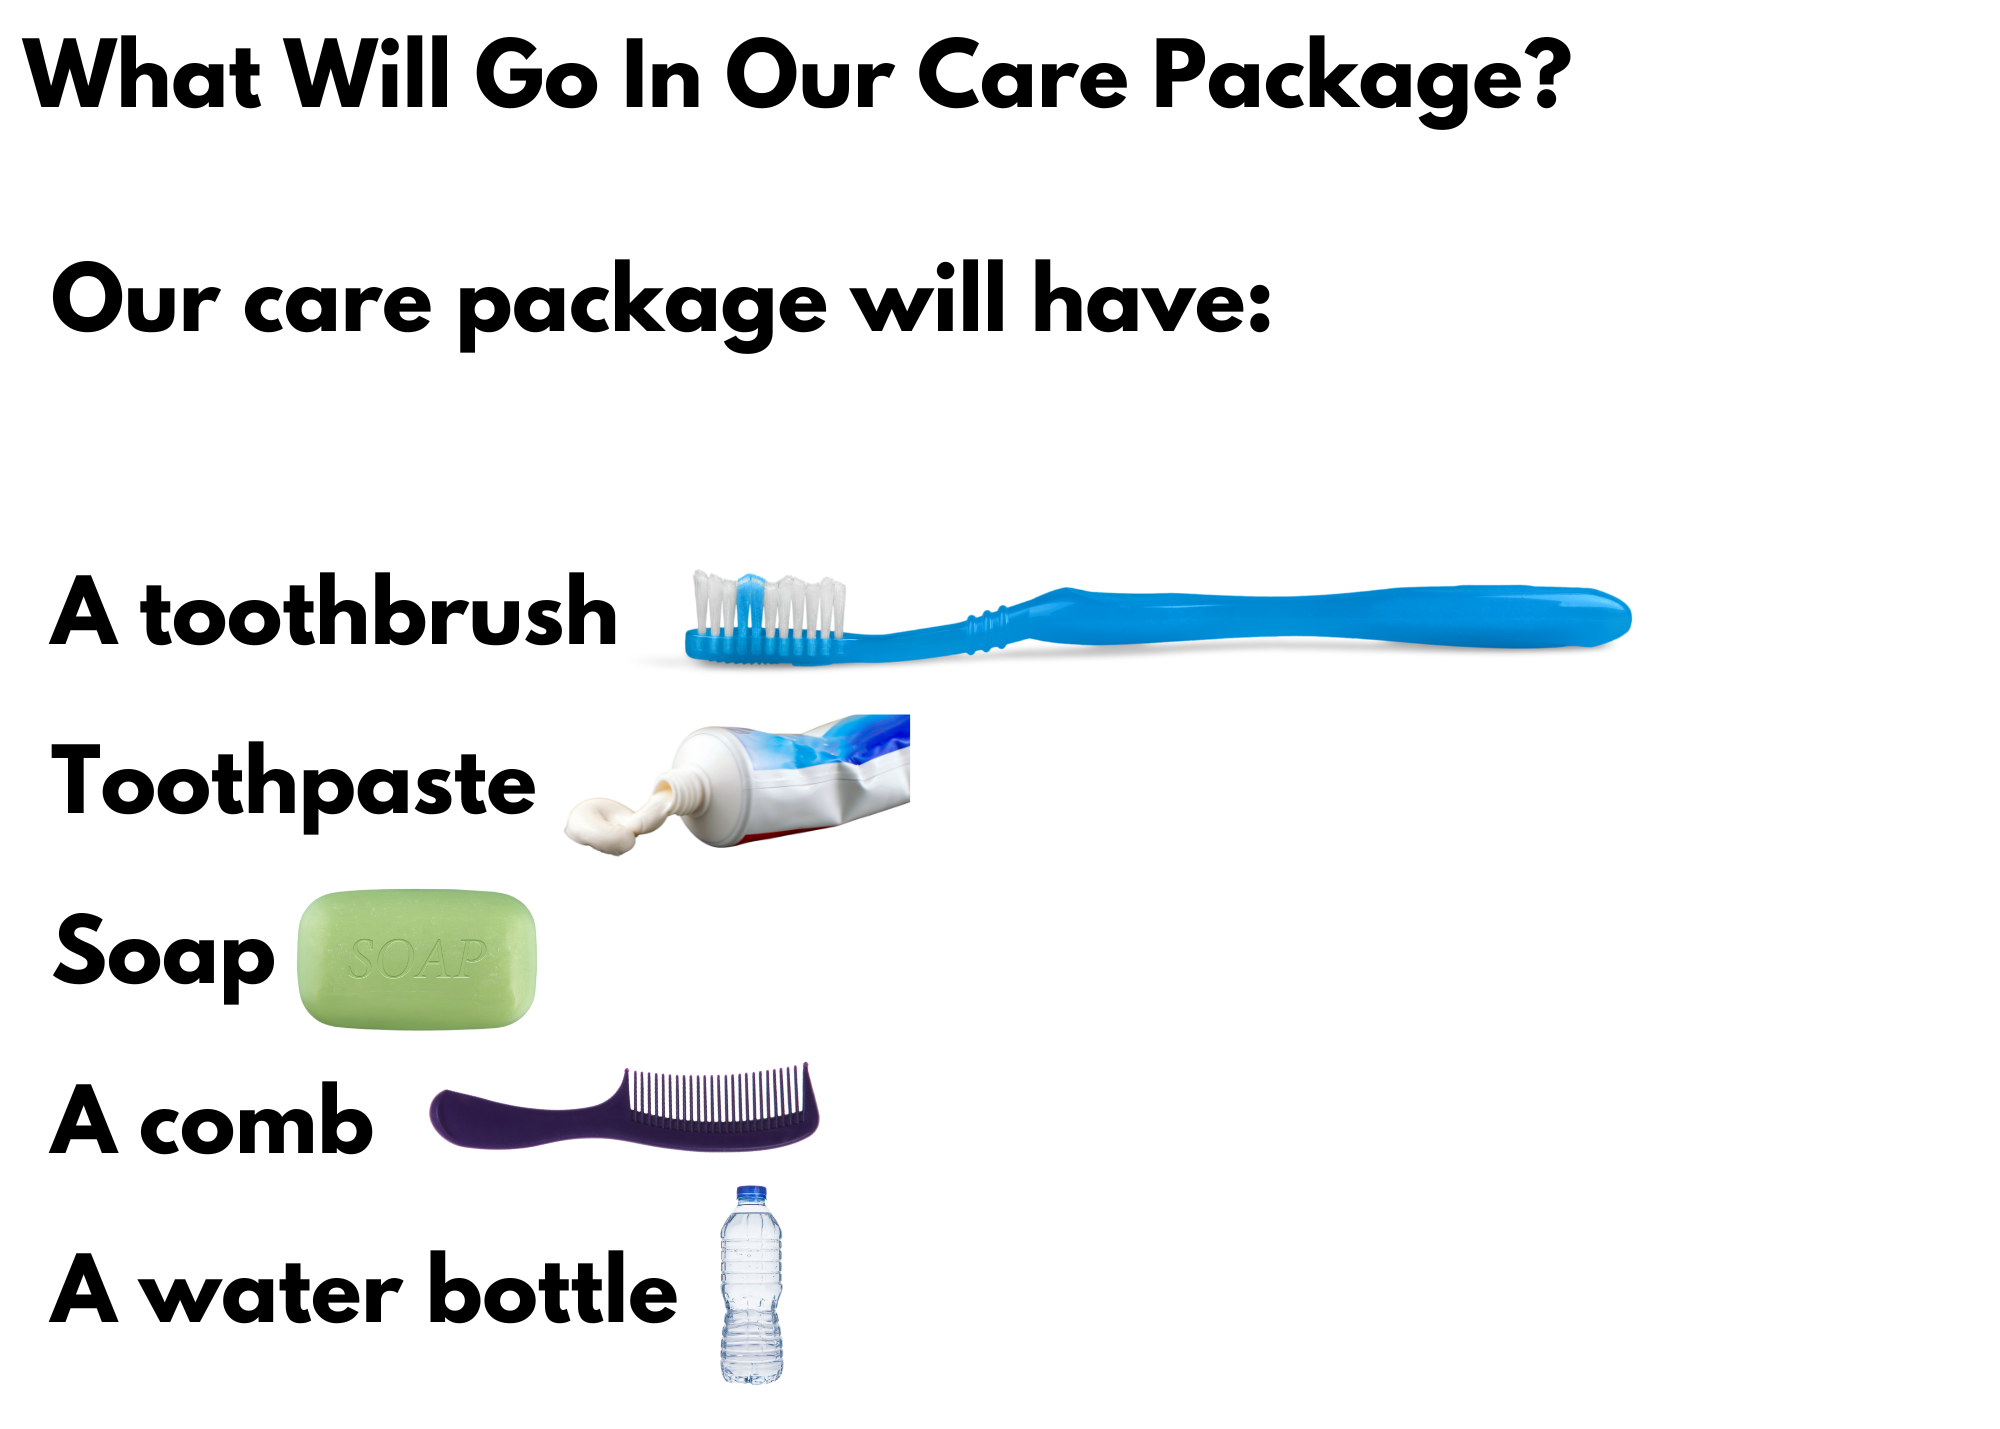 What Will Go In Our Care Package?
Our care package will have:
A toothbrush
Toothpaste
Soap
SOAP
A comb
A water bottle